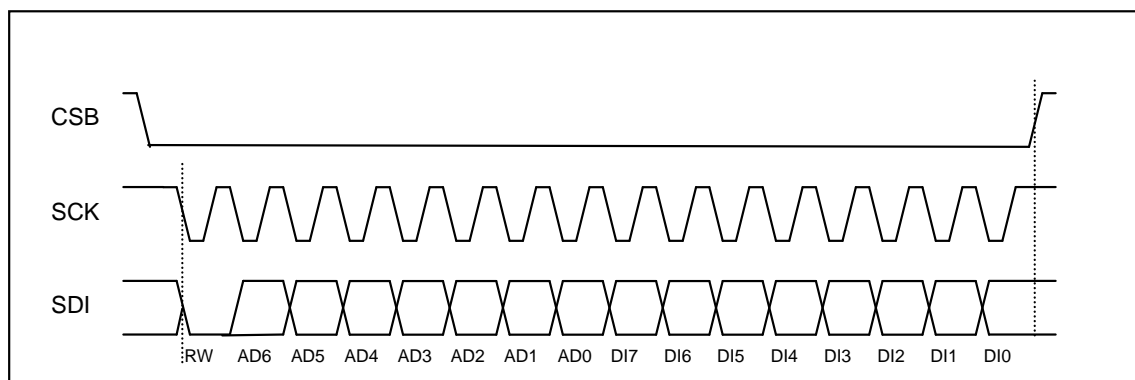 CSB
SCK
SDI
RW AD6 AD5 AD4 AD3 AD2 AD1 AD0 DI7 DI6 DI5 DI4 DI3 DI2 DI1 DI0